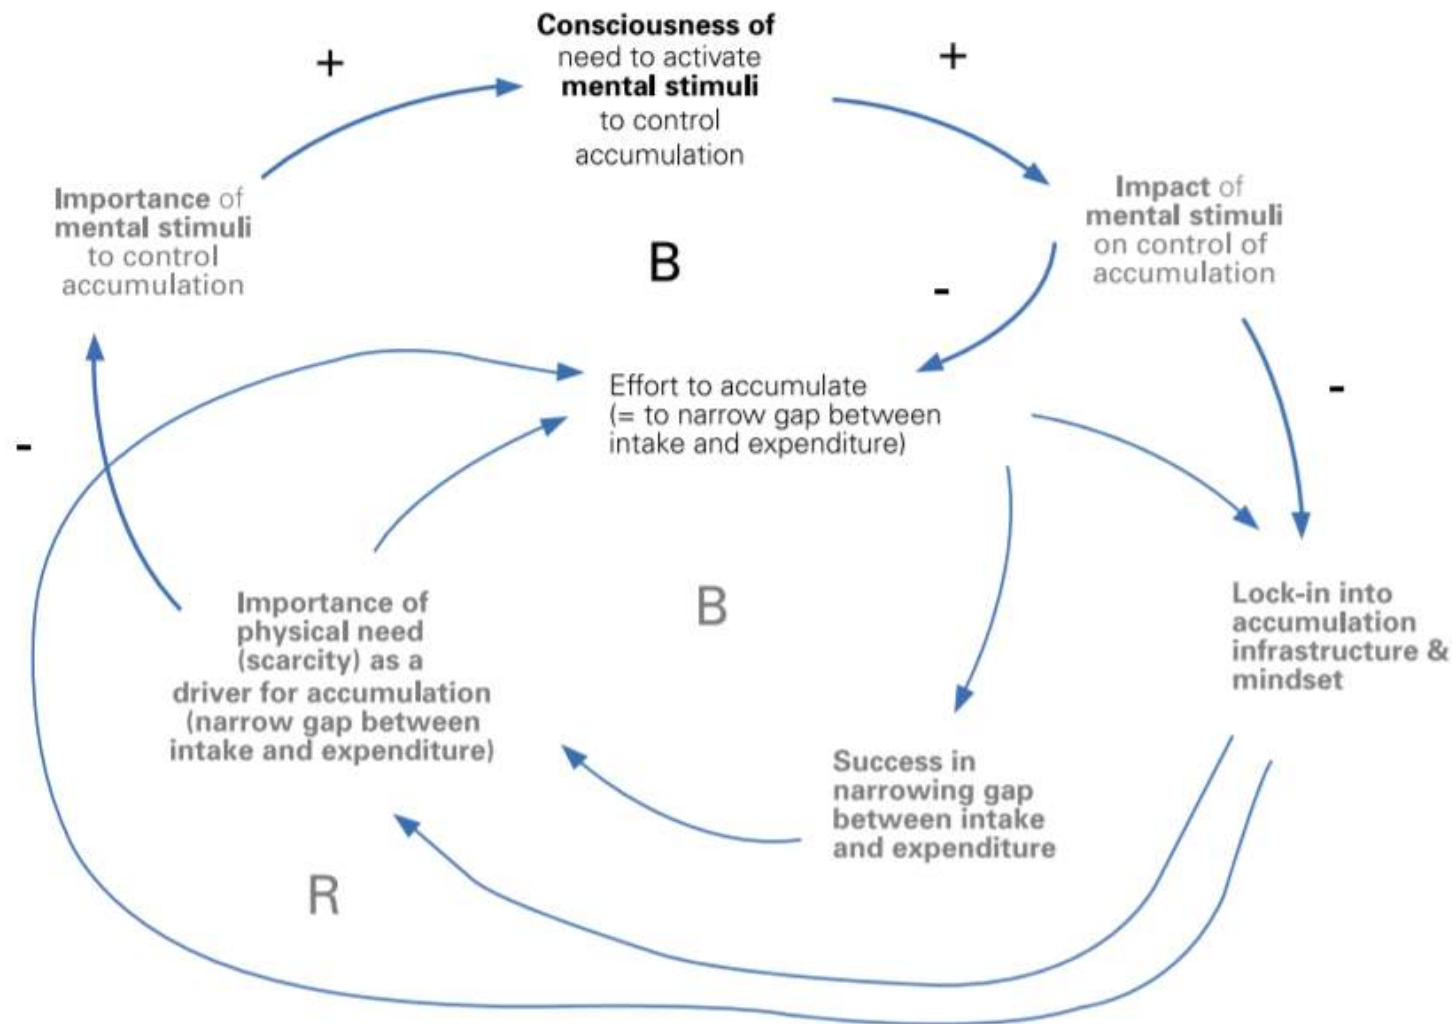 Consciousness of
need to activate
mental stimuli
to control
accumulation
+
+
Importance of
mental stimuli
to control
accumulation
Impact of
mental stimuli
on control of
accumulation
B
-
-
-
Effort to accumulate
(= to narrow gap between
intake and expenditure)
Importance of
physical need
(scarcity) as a
driver for accumulation
(narrow gap between
intake and expenditure)
B
Lock-in into
accumulation
infrastructure &
mindset
Success in
narrowing gap
between intake
and expenditure
R